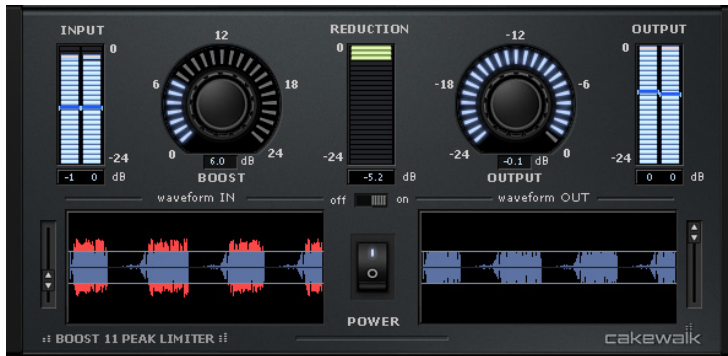 INPUT
12
REDUCTION
-12
OUTPUT
0
6
18
0
-18
-6
0
-24
0
24
-24
-24
0
-24
-1 0 dB
6.0 dB
BOOST
-5.2
-0.1 dB
OUTPUT
0 0 dB
waveform IN
off on
waveform OUT
POWER
BOOST 11 PEAK LIMITER
cakewalk